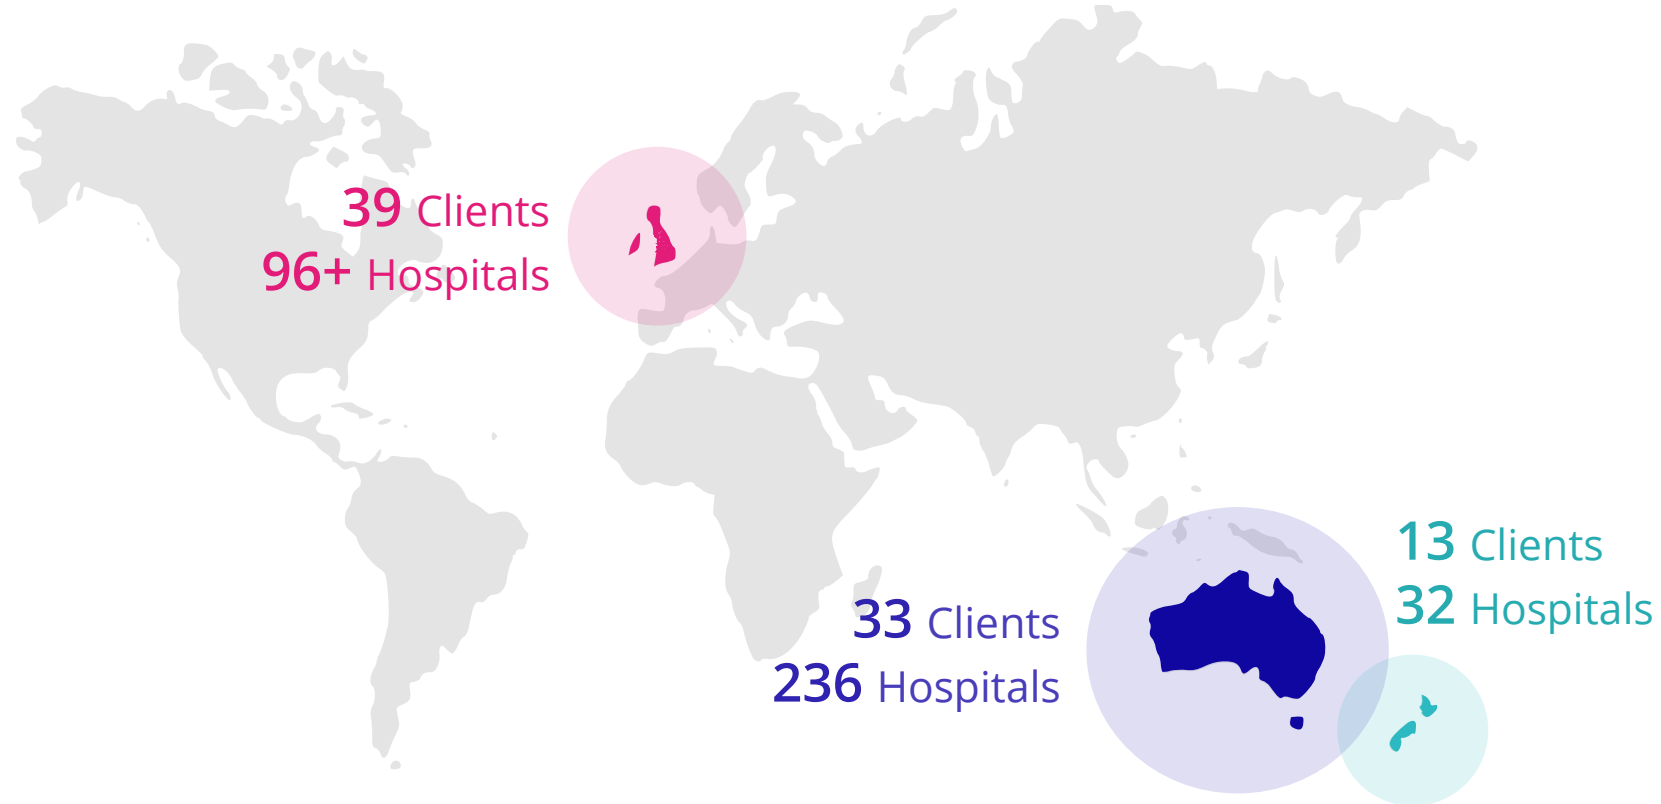 39 Clients
96+ Hospitals
13 Clients
32 Hospitals
33 Clients
236 Hospitals